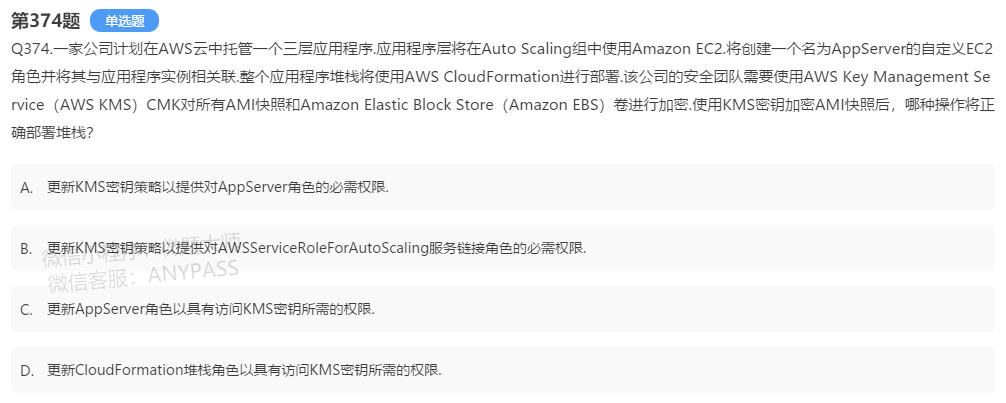 第374题 单选题
Q374.一家公司计划在AWS云中托管一个三层应用程序.应用程序层将在Auto Scaling组中使用Amazon EC2.将创建一个名为AppServer的自定义EC2
角色并将其与应用程序实例相关联.整个应用程序堆栈将使用AWS CloudFormation进行部署.该公司的安全团队需要使用AWS Key Management Se
rvice（AWS KMS）CMK对所有AMI快照和Amazon Elastic Block Store（Amazon EBS）卷进行加密.使用KMS密钥加密AMI快照后，哪种操作将正
确部署堆栈？
A. 更新KMS密钥策略以提供对AppServer角色的必需权限.
B. 更新KMS密钥策略以提供对AWSServiceRoleForAutoScaling服务链接角色的必需权限.
微信小程序：
微信客服：ANYPASS
C. 更新AppServer角色以具有访问KMS密钥所需的权限.
D. 更新CloudFormation堆栈角色以具有访问KMS密钥所需的权限.